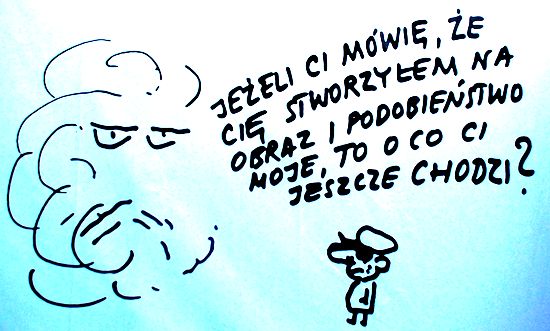 JEŻELI CI MÓWIĘ, ŻE
CIĘ STWORZYŁEM NA
OBRAZ I PODOBIEŃSTWO
MOJE, TO O CO CI
JESZCZE CHODZI?